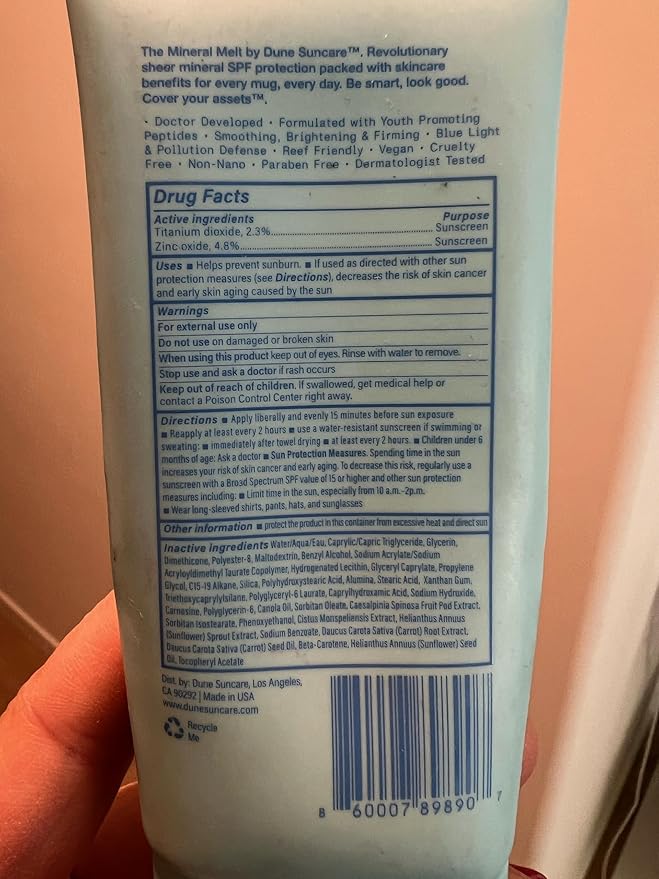 The Mineral Melt by Dune Suncare™. Revolutionary
sheer mineral SPF protection packed with skincare
benefits for every mug, every day. Be smart, look good.
Cover your assets™.
· Doctor Developed · Formulated with Youth Promoting
Peptides · Smoothing, Brightening & Firming · Blue Light
& Pollution Defense · Reef Friendly · Vegan · Cruelty
Free · Non-Nano · Paraben Free · Dermatologist Tested
Drug Facts
Active ingredients Purpose
Titanium dioxide, 2.3%........................................ Sunscreen
Zinc oxide, 4.8%........................................ Sunscreen
Uses ■ Helps prevent sunburn. ■ If used as directed with other sun
protection measures (see Directions), decreases the risk of skin cancer
and early skin aging caused by the sun
Warnings
For external use only
Do not use on damaged or broken skin
When using this product keep out of eyes. Rinse with water to remove.
Stop use and ask a doctor if rash occurs
Keep out of reach of children. If swallowed, get medical help or
contact a Poison Control Center right away.
Directions ■ Apply liberally and evenly 15 minutes before sun exposure
■ Reapply at least every 2 hours ■ use a water-resistant sunscreen if swimming or
sweating: ■ immediately after towel drying ■ at least every 2 hours. ■ Children under 6
months of age: Ask a doctor ■ Sun Protection Measures. Spending time in the sun
increases your risk of skin cancer and early aging. To decrease this risk, regularly use a
sunscreen with a Broad Spectrum SPF value of 15 or higher and other sun protection
measures including: ■ Limit time in the sun, especially from 10 a.m.-2p.m.
■ Wear long-sleeved shirts, pants, hats, and sunglasses
Other information ■ protect the product in this container from excessive heat and direct sun
Inactive ingredients Water/Aqua/Eau, Caprylic/Capric Triglyceride, Glycerin,
Dimethicone, Polyester-8, Maltodextrin, Benzyl Alcohol, Sodium Acrylate/Sodium
Acryloyldimethyl Taurate Copolymer, Hydrogenated Lecithin, Glyceryl Caprylate, Propylene
Glycol, C15-19 Alkane, Silica, Polyhydroxystearic Acid, Alumina, Stearic Acid, Xanthan Gum,
Triethoxycaprylylsilane, Polyglyceryl-6 Laurate, Caprylhydroxamic Acid, Sodium Hydroxide,
Carnosine, Polyglycerin-6, Canola Oil, Sorbitan Oleate, Caesalpinia Spinosa Fruit Pod Extract,
Sorbitan Isostearate, Phenoxyethanol, Cistus Monspeliensis Extract, Helianthus Annuus
(Sunflower) Sprout Extract, Sodium Benzoate, Daucus Carota Sativa (Carrot) Root Extract,
Daucus Carota Sativa (Carrot) Seed Oil, Beta-Carotene, Helianthus Annuus (Sunflower) Seed
Oil, Tocopheryl Acetate
Dist. by: Dune Suncare, Los Angeles,
CA 90292 | Made in USA
www.dunesuncare.com
Recycle
Me
8 60007 89890 7